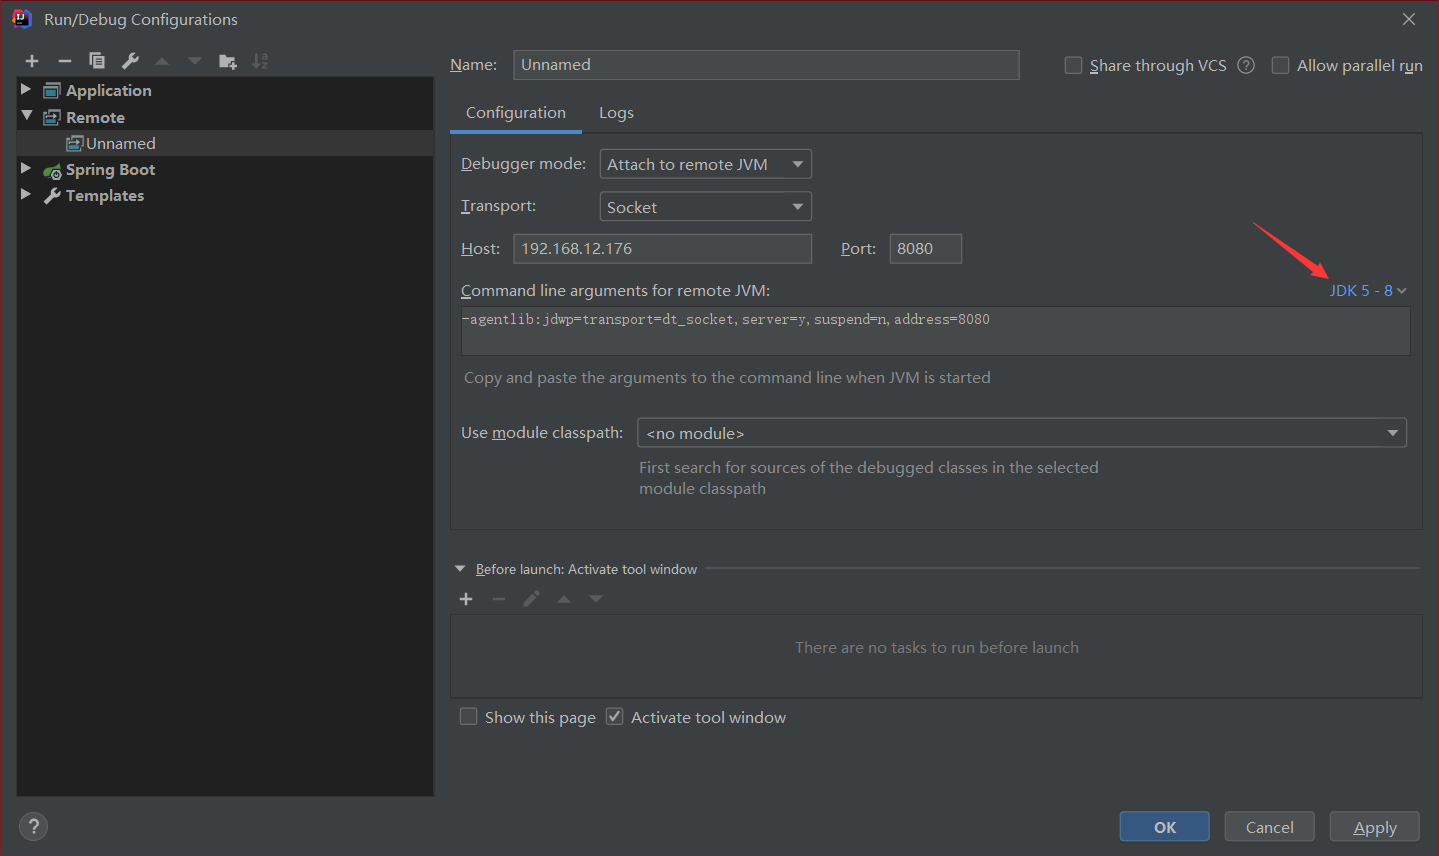 Run/Debug Configurations
Name: Unnamed
Share through VCS ?
Allow parallel run
Application
Remote
Unnamed
Spring Boot
Templates
Configuration Logs
Debugger mode: Attach to remote JVM
Transport: Socket
Host: 192.168.12.176 Port: 8080
Command line arguments for remote JVM: JDK 5 - 8
-agentlib:jdwp=transport=dt_socket,server=y,suspend=n,address=8080
Copy and paste the arguments to the command line when JVM is started
Use module classpath: <no module>
First search for sources of the debugged classes in the selected
module classpath
Before launch: Activate tool window
There are no tasks to run before launch
Show this page Activate tool window
? OK Cancel Apply